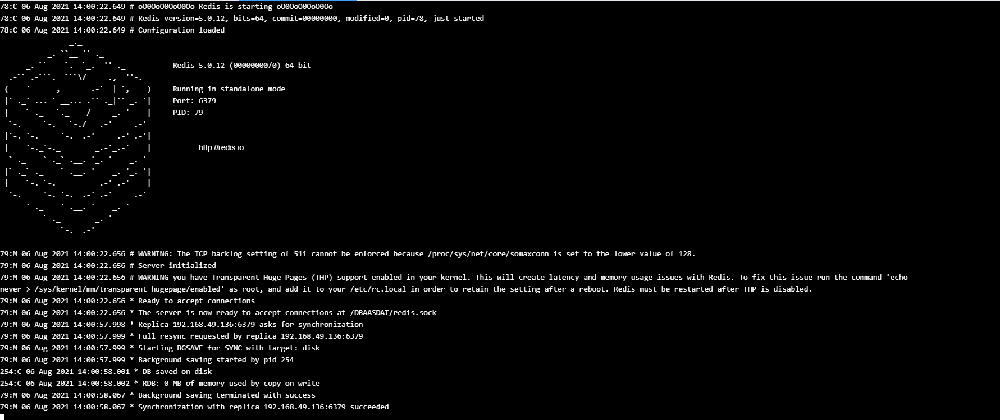 78:C 06 Aug 2021 14:00:22.649 # oO0OoO0OoO0Oo Redis is starting oO0OoO0OoO0Oo
78:C 06 Aug 2021 14:00:22.649 # Redis version=5.0.12, bits=64, commit=00000000, modified=0, pid=78, just started
78:C 06 Aug 2021 14:00:22.649 # Configuration loaded
Redis 5.0.12 (00000000/0) 64 bit
Running in standalone mode
Port: 6379
PID: 79
http://redis.io
79:M 06 Aug 2021 14:00:22.656 # WARNING: The TCP backlog setting of 511 cannot be enforced because /proc/sys/net/core/somaxconn is set to the lower value of 128.
79:M 06 Aug 2021 14:00:22.656 # Server initialized
79:M 06 Aug 2021 14:00:22.656 # WARNING you have Transparent Huge Pages (THP) support enabled in your kernel. This will create latency and memory usage issues with Redis. To fix this issue run the command 'echo
never > /sys/kernel/mm/transparent_hugepage/enabled' as root, and add it to your /etc/rc.local in order to retain the setting after a reboot. Redis must be restarted after THP is disabled.
79:M 06 Aug 2021 14:00:22.656 * Ready to accept connections
79:M 06 Aug 2021 14:00:22.656 * The server is now ready to accept connections at /DBAASDAT/redis.sock
79:M 06 Aug 2021 14:00:57.998 * Replica 192.168.49.136:6379 asks for synchronization
79:M 06 Aug 2021 14:00:57.999 * Full resync requested by replica 192.168.49.136:6379
79:M 06 Aug 2021 14:00:57.999 * Starting BGSAVE for SYNC with target: disk
79:M 06 Aug 2021 14:00:57.999 * Background saving started by pid 254
254:C 06 Aug 2021 14:00:58.001 * DB saved on disk
254:C 06 Aug 2021 14:00:58.002 * RDB: 0 MB of memory used by copy-on-write
79:M 06 Aug 2021 14:00:58.067 * Background saving terminated with success
79:M 06 Aug 2021 14:00:58.067 * Synchronization with replica 192.168.49.136:6379 succeeded